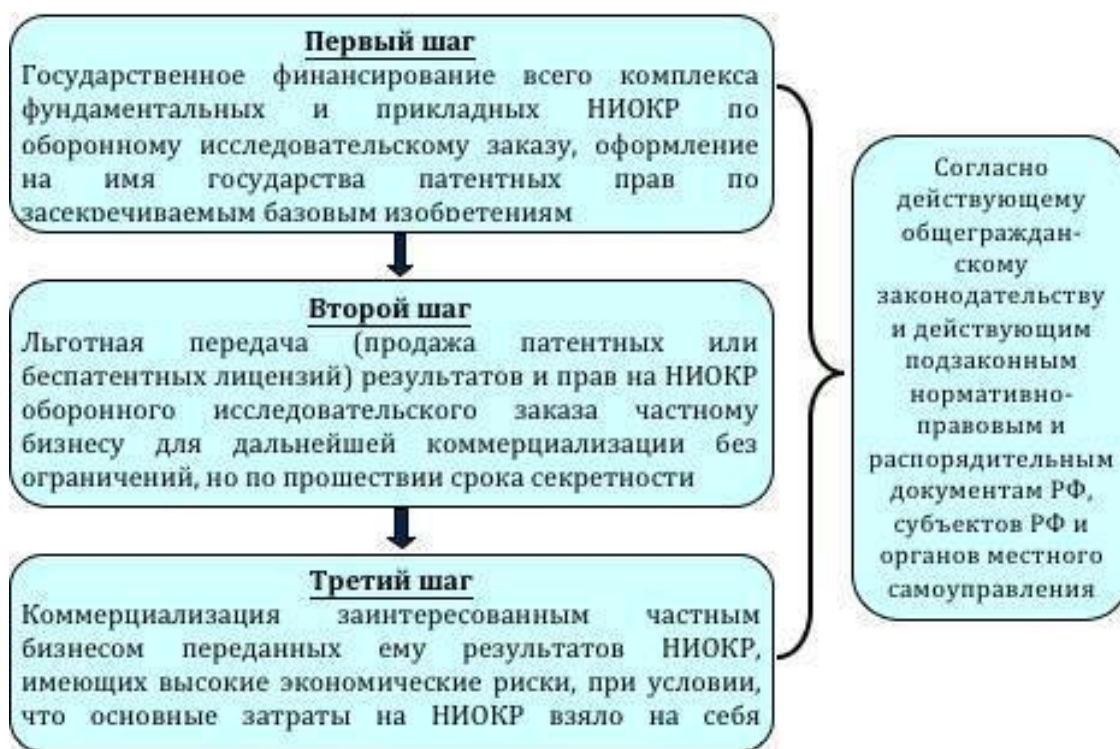 Первый шаг
Государственное финансирование всего комплекса
фундаментальных и прикладных НИОКР по
оборонному исследовательскому заказу, оформление
на имя государства патентных прав по
засекречиваемым базовым изобретениям
Второй шаг
Льготная передача (продажа патентных или
беспатентных лицензий) результатов и прав на НИОКР
оборонного исследовательского заказа частному
бизнесу для дальнейшей коммерциализации без
ограничений, но по прошествии срока секретности
Третий шаг
Коммерциализация заинтересованным частным
бизнесом переданных ему результатов НИОКР,
имеющих высокие экономические риски, при условии,
что основные затраты на НИОКР взяло на себя
Согласно
действующему
общеграждан-
скому
законодательству
и действующим
подзаконным
нормативно-
правовым и
распорядительным
документам РФ,
субъектов РФ и
органов местного
самоуправления